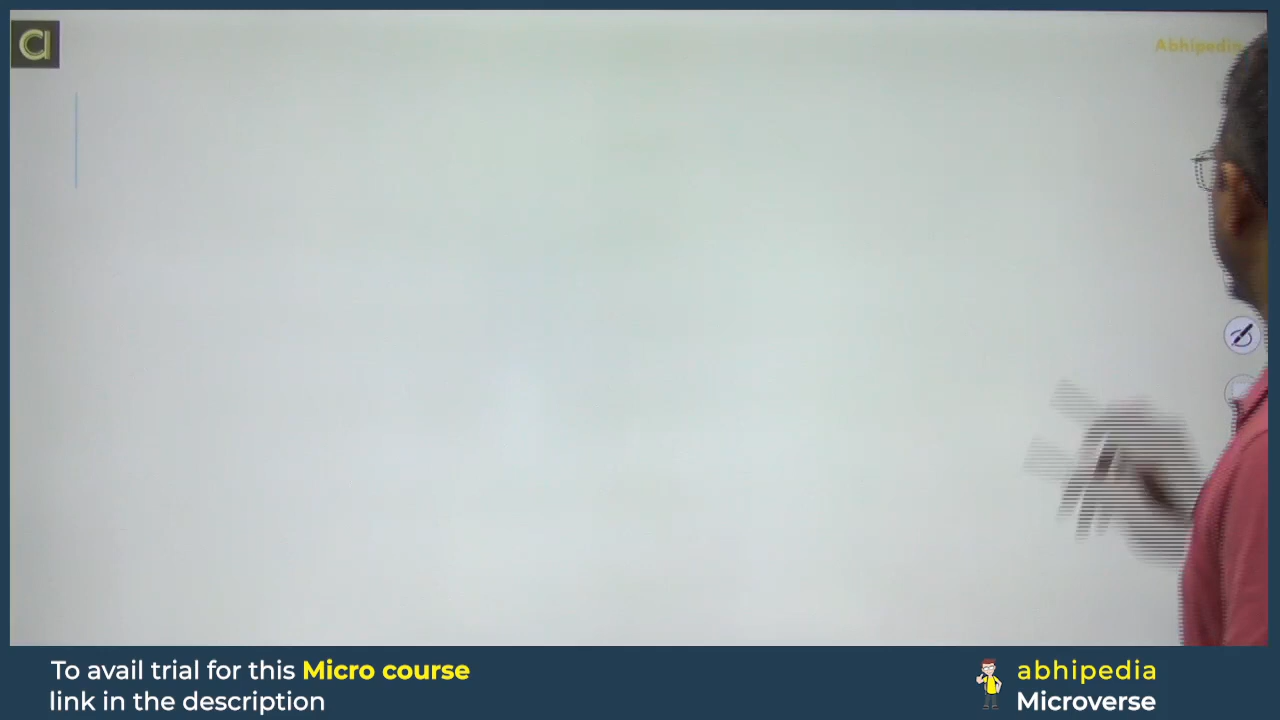 Abhipedia
To avail trial for this Micro course
link in the description
abhipedia
Microverse